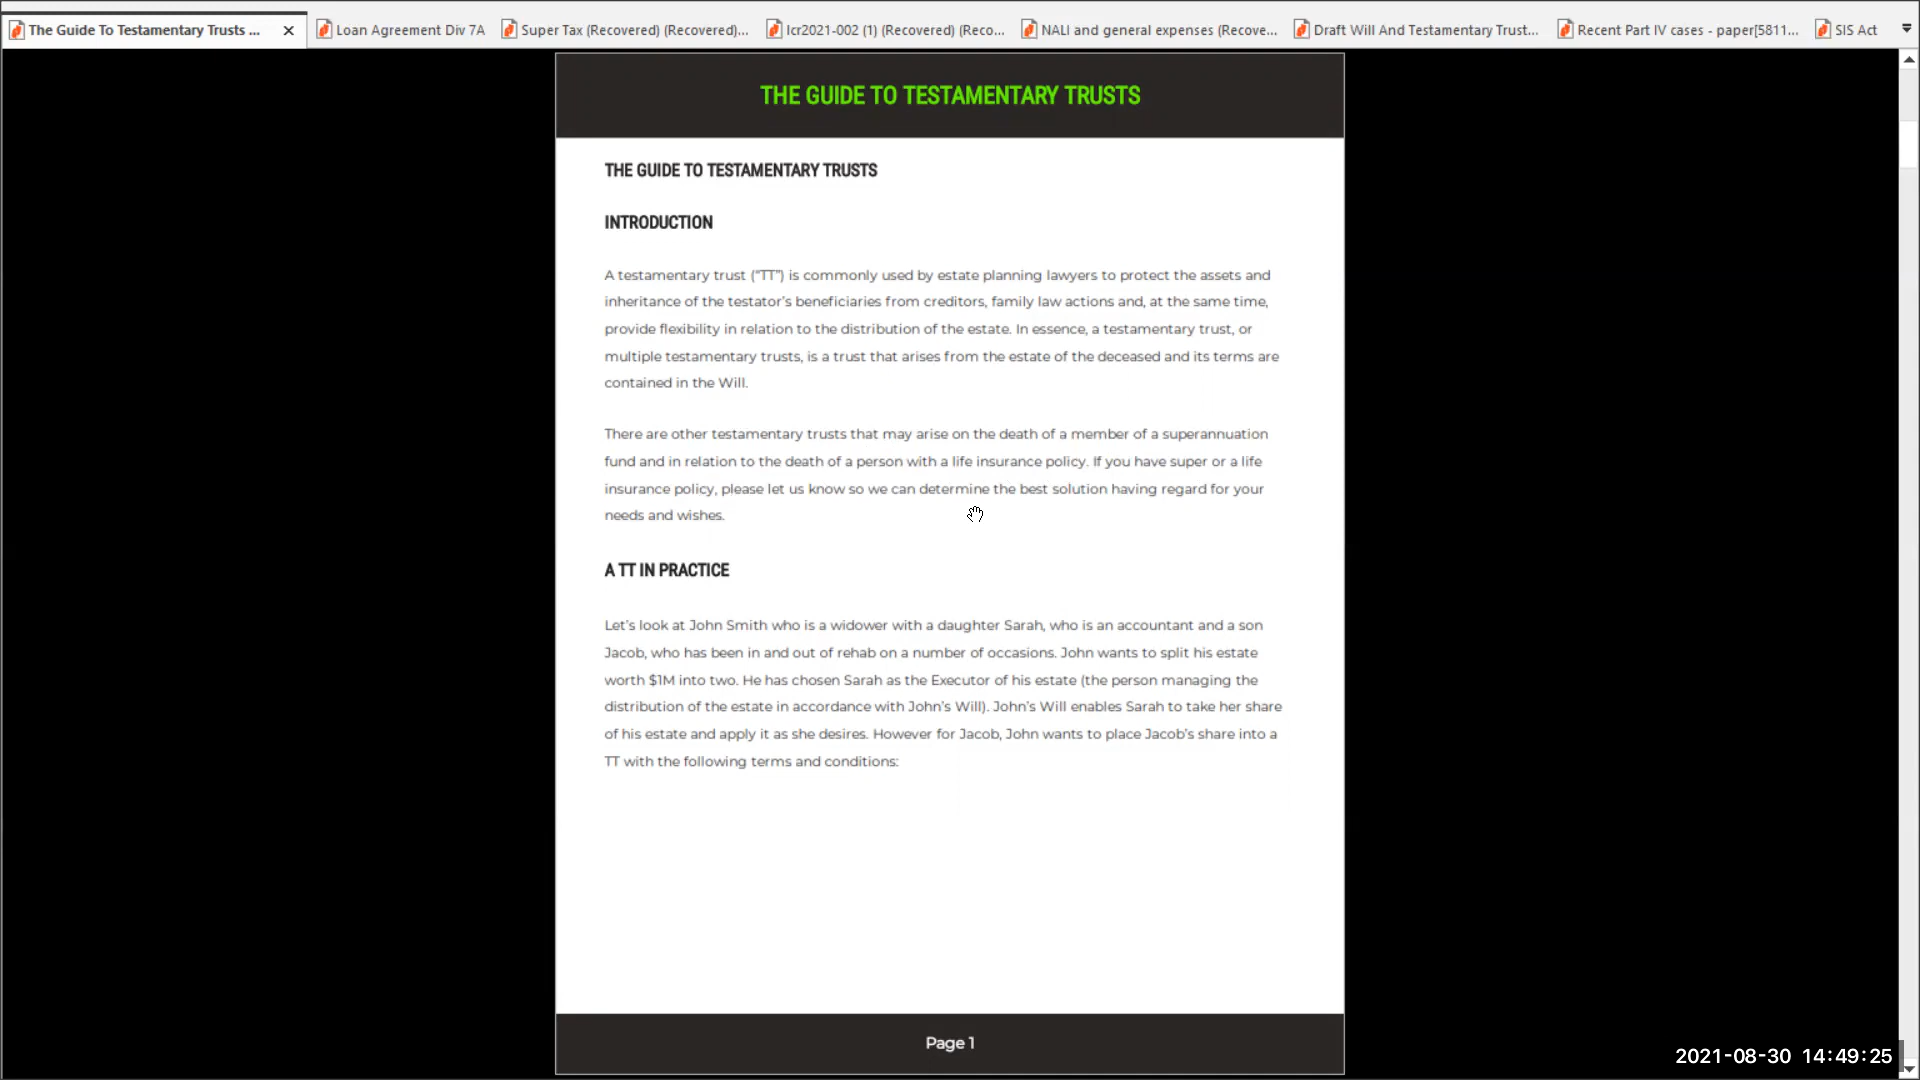 The Guide To Testamentary Trusts ...
Loan Agreement Div 7A
Super Tax (Recovered) (Recovered)...
lcr2021-002 (1) (Recovered) (Reco...
NALI and general expenses (Recove...
Draft Will And Testamentary Trust...
Recent Part IV cases - paper[5811...
SIS Act
THE GUIDE TO TESTAMENTARY TRUSTS
THE GUIDE TO TESTAMENTARY TRUSTS
INTRODUCTION
A testamentary trust (“TT”) is commonly used by estate planning lawyers to protect the assets and
inheritance of the testator’s beneficiaries from creditors, family law actions and, at the same time,
provide flexibility in relation to the distribution of the estate. In essence, a testamentary trust, or
multiple testamentary trusts, is a trust that arises from the estate of the deceased and its terms are
contained in the Will.
There are other testamentary trusts that may arise on the death of a member of a superannuation
fund and in relation to the death of a person with a life insurance policy. If you have super or a life
insurance policy, please let us know so we can determine the best solution having regard for your
needs and wishes.
A TT IN PRACTICE
Let’s look at John Smith who is a widower with a daughter Sarah, who is an accountant and a son
Jacob, who has been in and out of rehab on a number of occasions. John wants to split his estate
worth $1M into two. He has chosen Sarah as the Executor of his estate (the person managing the
distribution of the estate in accordance with John’s Will). John’s Will enables Sarah to take her share
of his estate and apply it as she desires. However for Jacob, John wants to place Jacob’s share into a
TT with the following terms and conditions:
Page 1
2021-08-30 14:49:25